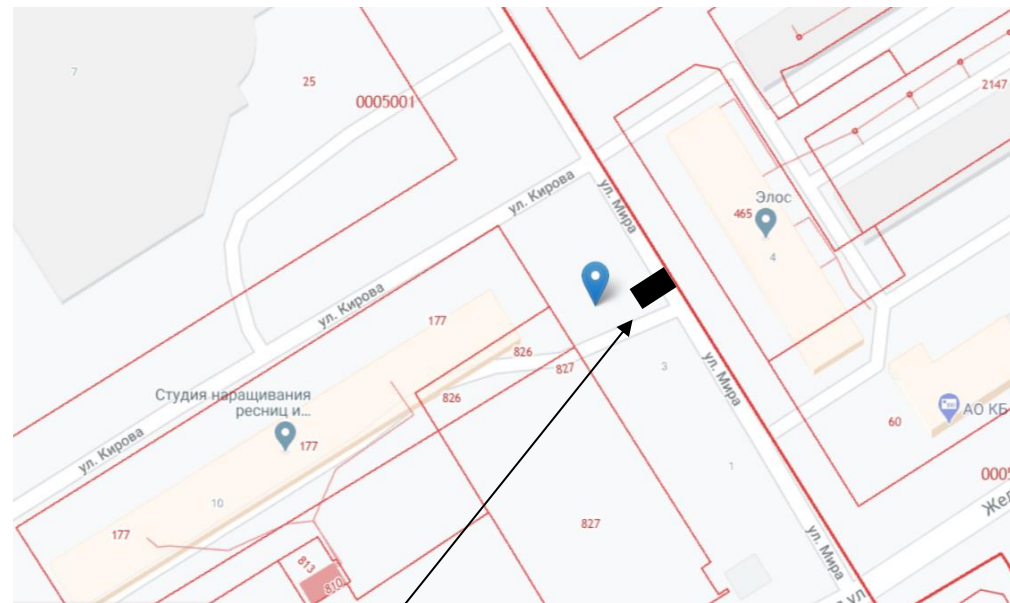 7
25
0005001
2147
ул. Кирова
ул. Мира
Элос
465
4
ул. Кирова
177
826
827
3
ул. Мира
826
Студия наращивания
ресниц и...
177
АО КБ
60
ул. Кирова
1
10
0005
827
177
813
810
ул. Мира